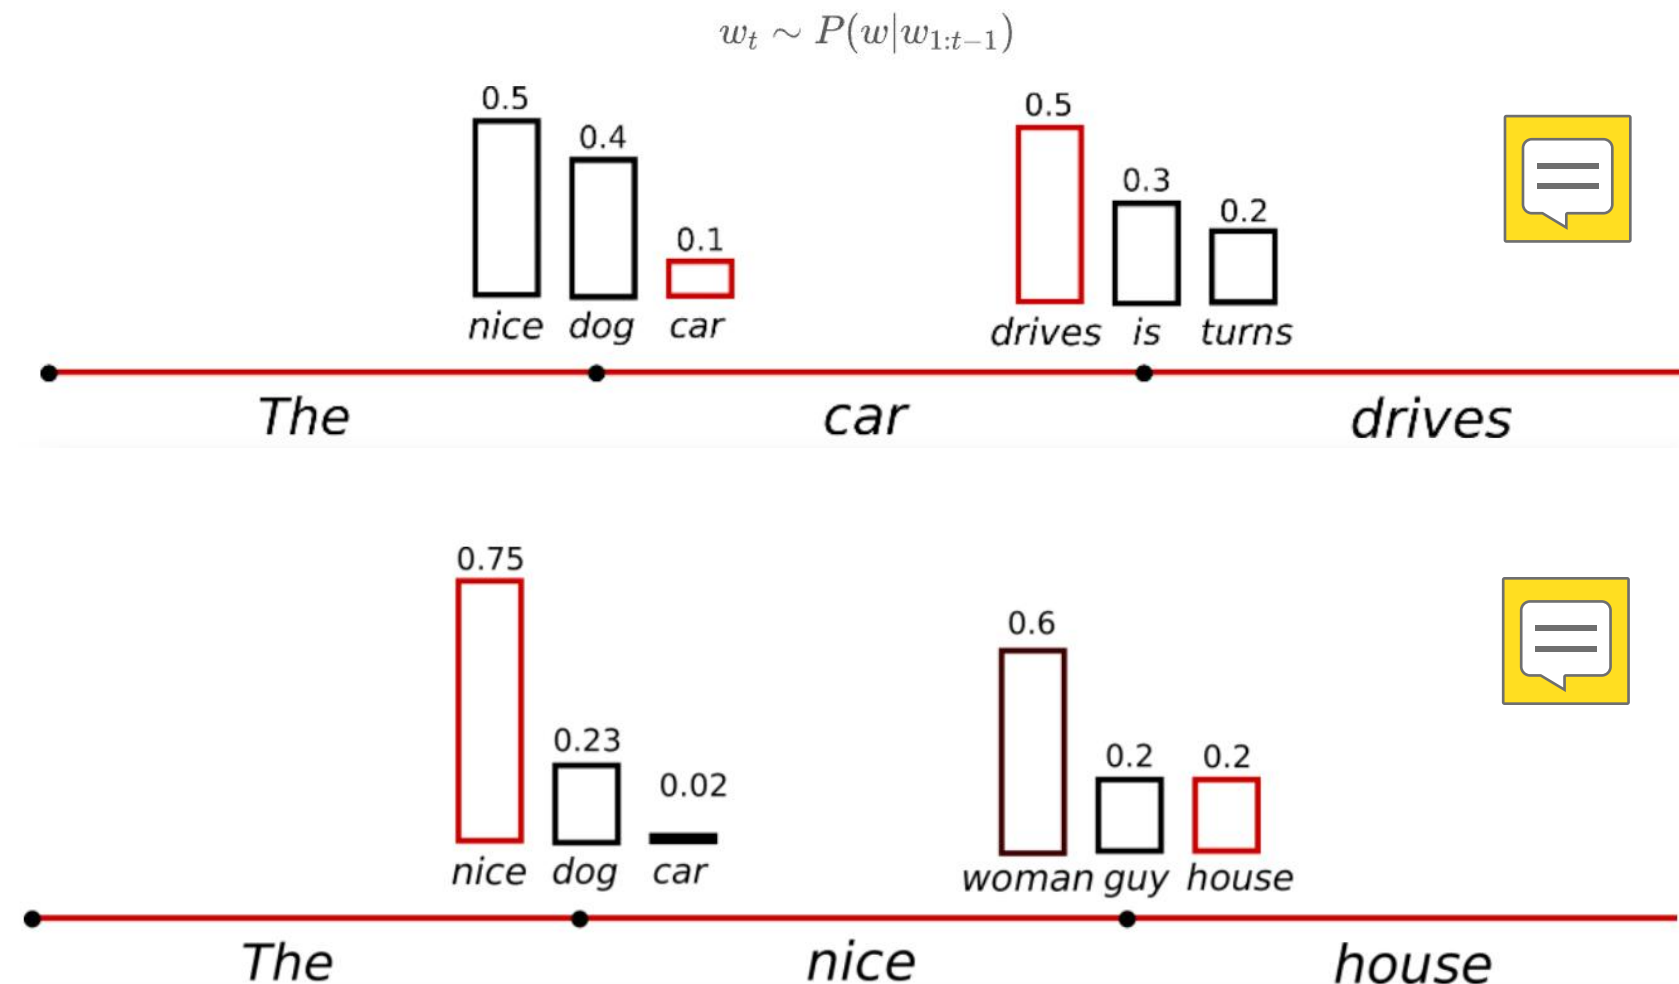 w_t ∼ P(w|w_{1:t−1})
0.5 0.4 0.1
nice dog car
0.5 0.3 0.2
drives is turns
The car drives
0.75 0.23 0.02
nice dog car
0.6 0.2 0.2
woman guy house
The nice house